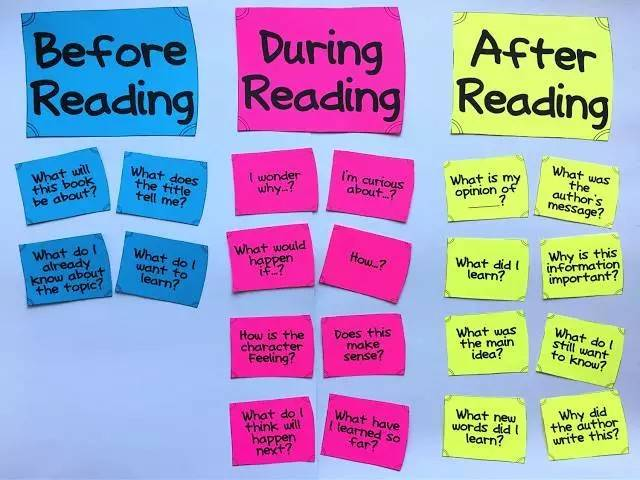 Before
Reading
What will
this book
be about?
What does
the title
tell me?
What do I
already
know about
the topic?
What do I
want to
learn?
During
Reading
I wonder
why...?
I'm curious
about...?
What would
happen
if...?
How...?
How is the
character
feeling?
Does this
make
sense?
What do I
think will
happen
next?
What have
I learned so
far?
After
Reading
What is my
opinion of
_____?
What was
the
author's
message?
What did I
learn?
Why is this
information
important?
What was
the main
idea?
What do I
still want
to know?
What new
words did I
learn?
Why did
the author
write this?